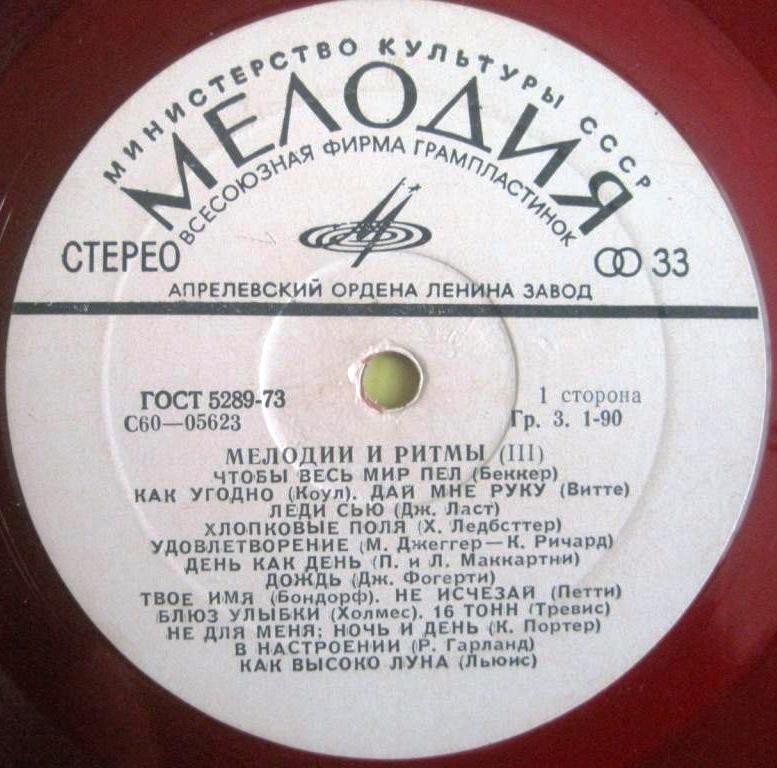 МИНИСТЕРСТВО КУЛЬТУРЫ СССР
МЕЛОДИЯ
ВСЕСОЮЗНАЯ ФИРМА ГРАМПЛАСТИНОК
СТЕРЕО 33
АПРЕЛЕВСКИЙ ОРДЕНА ЛЕНИНА ЗАВОД
ГОСТ 5289-73 1 сторона
С60—05623 Гр. 3. 1-90
МЕЛОДИИ И РИТМЫ (III)
ЧТОБЫ ВЕСЬ МИР ПЕЛ (Беккер)
КАК УГОДНО (Коул). ДАЙ МНЕ РУКУ (Витте)
ЛЕДИ СЬЮ (Дж. Ласт)
ХЛОПКОВЫЕ ПОЛЯ (Х. Ледбсттер)
УДОВЛЕТВОРЕНИЕ (М. Джеггер—К. Ричард)
ДЕНЬ КАК ДЕНЬ (П. и Л. Маккартни)
ДОЖДЬ (Дж. Фогерти)
ТВОЕ ИМЯ (Бондорф). НЕ ИСЧЕЗАЙ (Петти)
БЛЮЗ УЛЫБКИ (Холмес). 16 ТОНН (Тревис)
НЕ ДЛЯ МЕНЯ; НОЧЬ И ДЕНЬ (К. Портер)
В НАСТРОЕНИИ (Р. Гарланд)
КАК ВЫСОКО ЛУНА (Льюис)